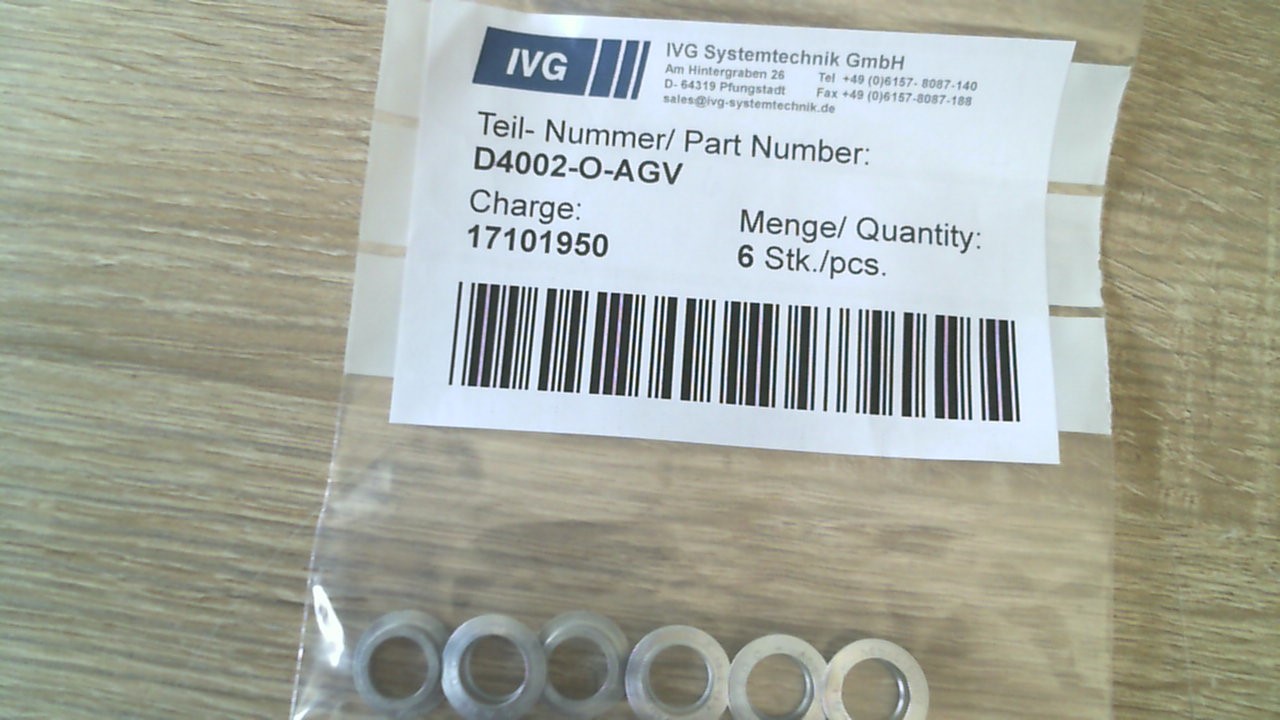 IVG
IVG Systemtechnik GmbH
Am Hintergraben 26 Tel +49 (0)6157- 8087-140
D- 64319 Pfungstadt Fax +49 (0)6157-8087-188
sales@ivg-systemtechnik.de
Teil- Nummer/ Part Number:
D4002-O-AGV
Charge: Menge/ Quantity:
17101950 6 Stk./pcs.